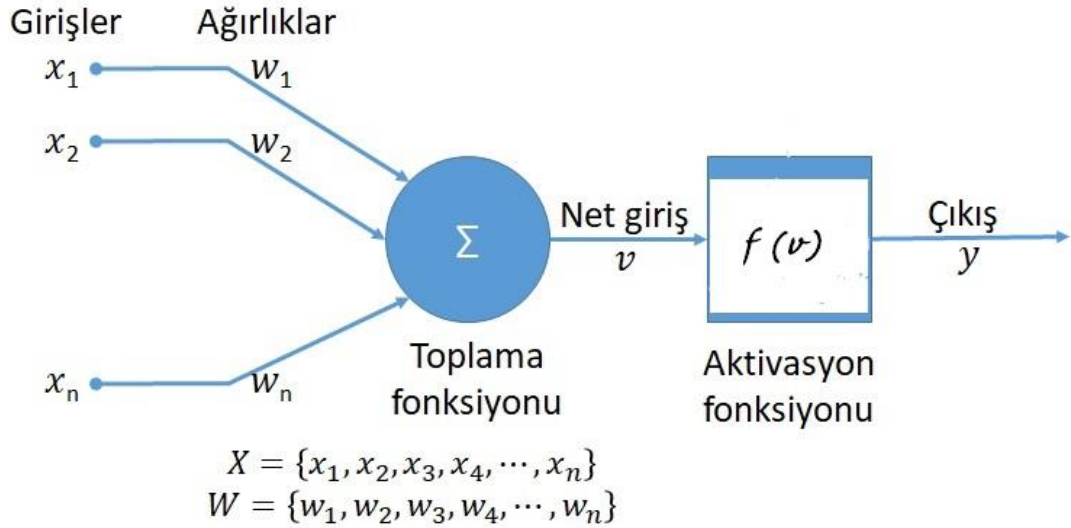 Girişler Ağırlıklar
x₁ w₁
x₂ w₂
Σ
Net giriş
v
f(v)
Çıkış
y
xₙ wₙ
Toplama
fonksiyonu
Aktivasyon
fonksiyonu
X = {x₁, x₂, x₃, x₄, ⋯, xₙ}
W = {w₁, w₂, w₃, w₄, ⋯, wₙ}